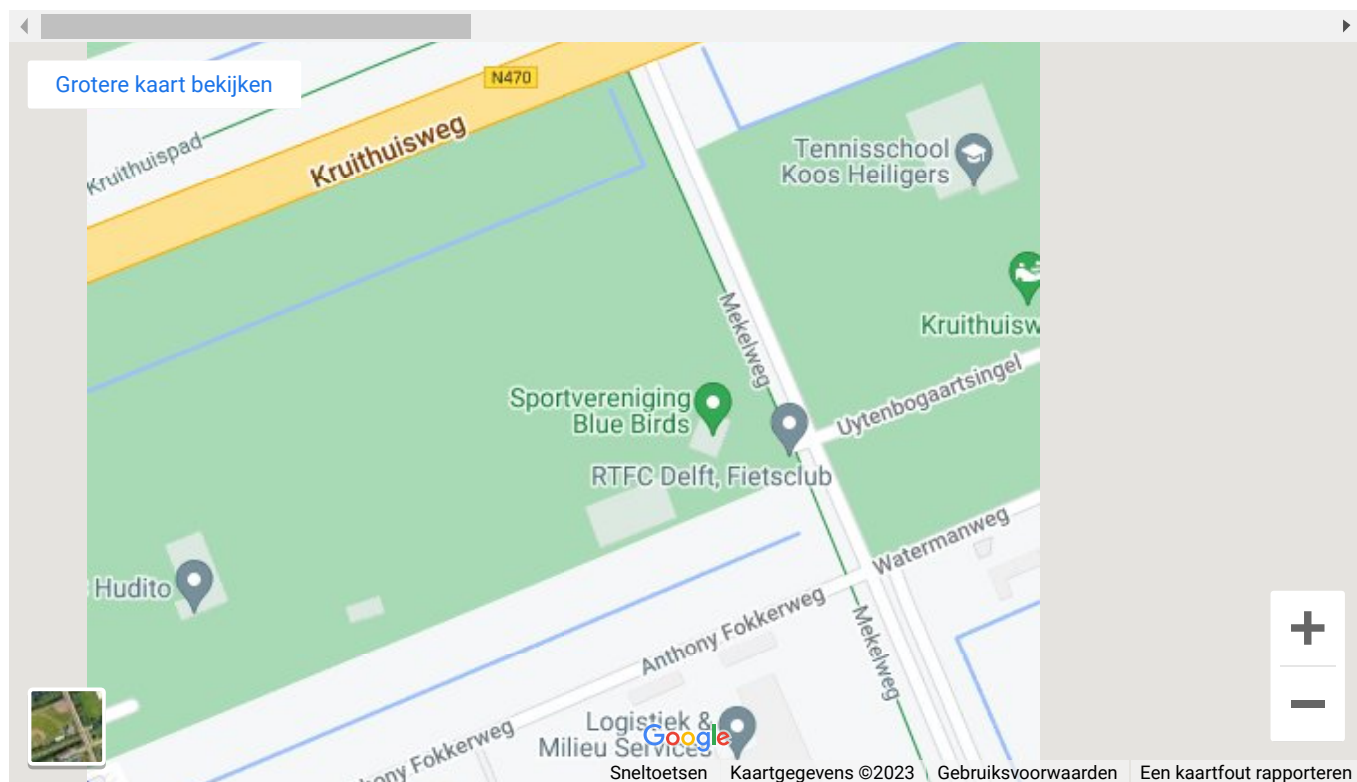 Grotere kaart bekijken
N470
Kruithuisweg
Kruithuispad
Tennisschool
Koos Heiligers
Mekelweg
Kruithuisw
Uytenbogaartsingel
Sportvereniging
Blue Birds
RTFC Delft, Fietsclub
Watermanweg
Hudito
Anthony Fokkerweg
Mekelweg
Logistiek &
Milieu Services
hony Fokkerweg
Google
Sneltoetsen Kaartgegevens ©2023 Gebruiksvoorwaarden Een kaartfout rapporteren